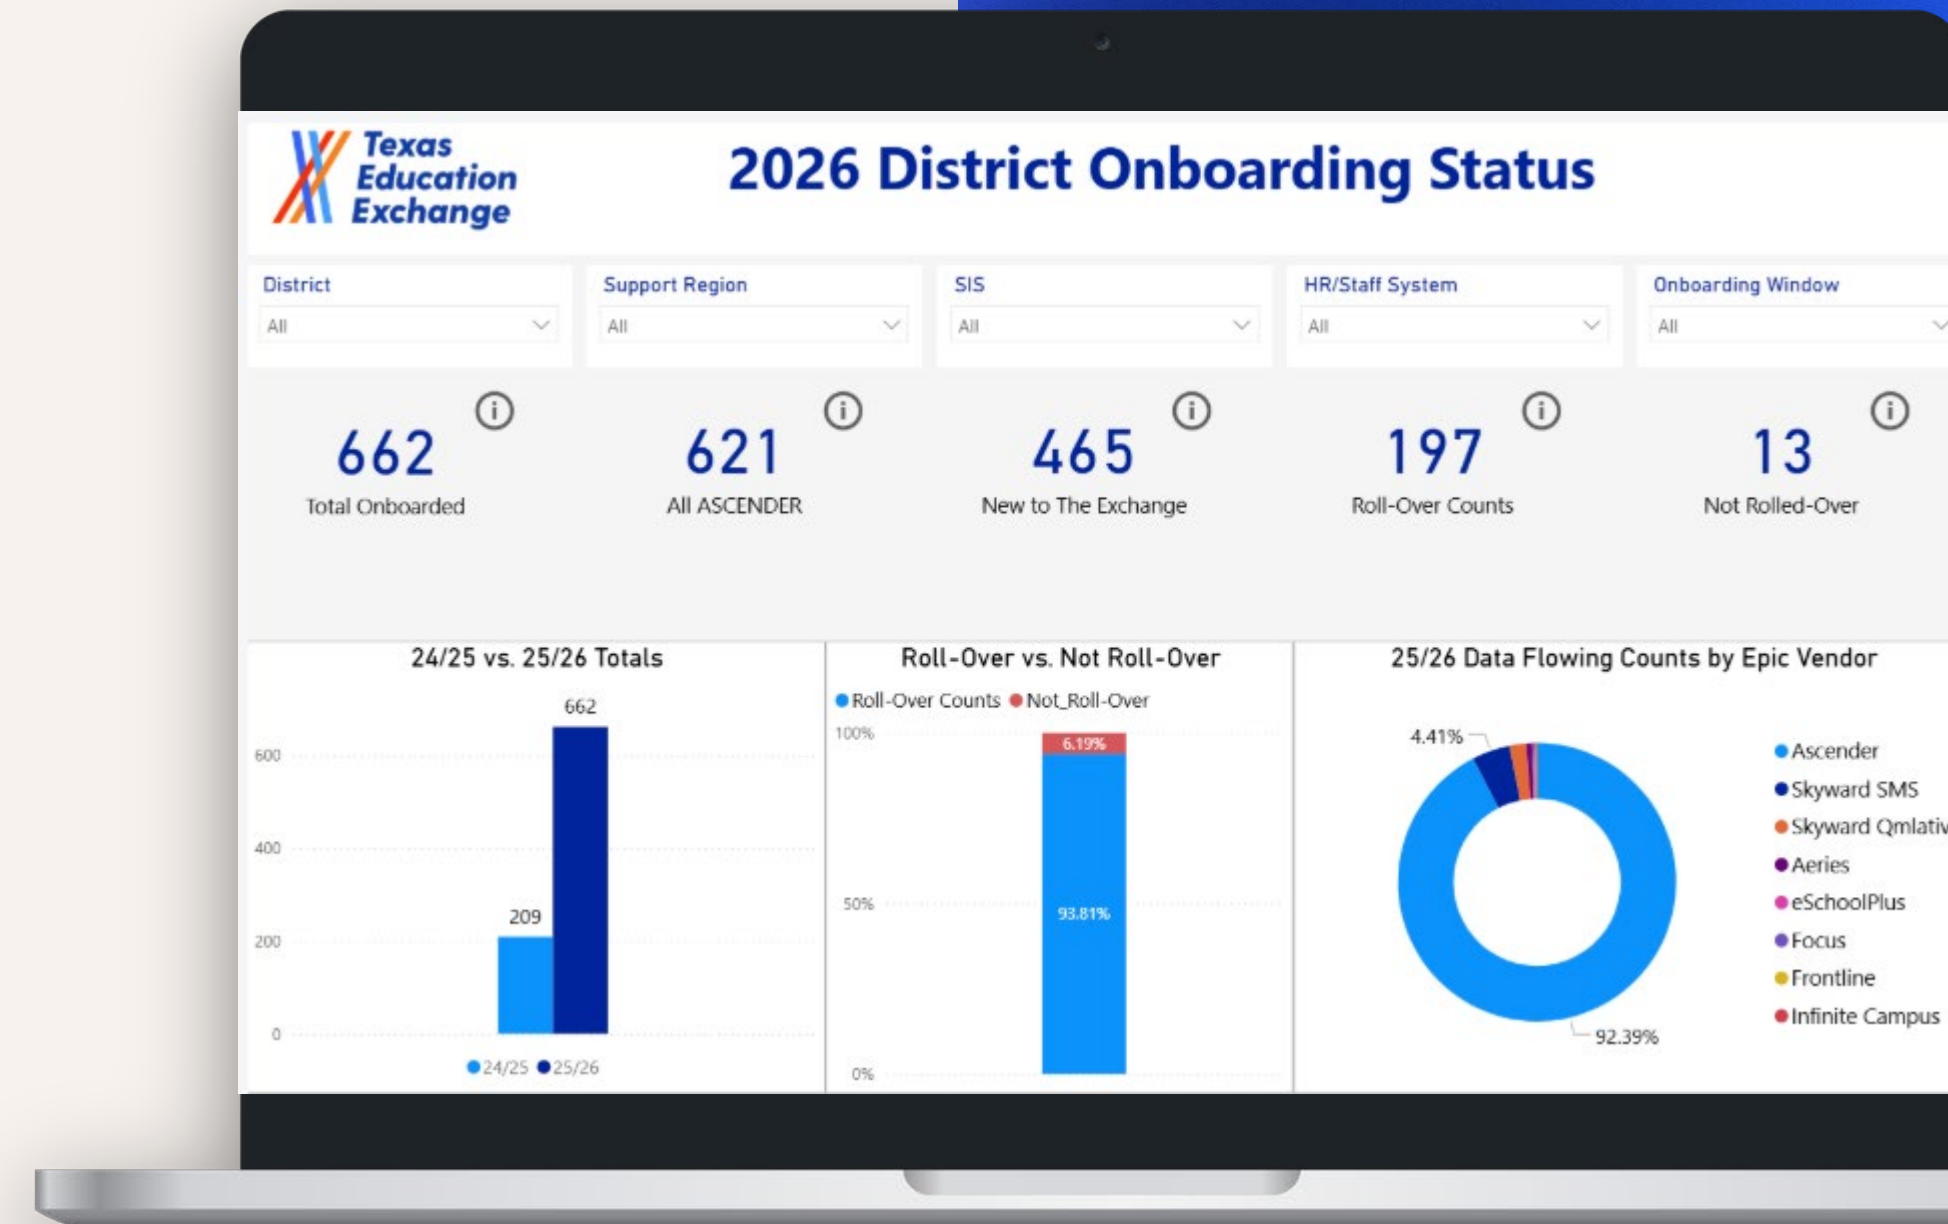 Texas
Education
Exchange
2026 District Onboarding Status
District
All
Support Region
All
SIS
All
HR/Staff System
All
Onboarding Window
All
662
Total Onboarded
621
All ASCENDER
465
New to The Exchange
197
Roll-Over Counts
13
Not Rolled-Over
24/25 vs. 25/26 Totals
662
600
400
209
200
0
24/25 25/26
Roll-Over vs. Not Roll-Over
Roll-Over Counts Not_Roll-Over
100%
6.19%
50%
93.81%
0%
25/26 Data Flowing Counts by Epic Vendor
4.41%
92.39%
Ascender
Skyward SMS
Skyward Qmlativ
Aeries
eSchoolPlus
Focus
Frontline
Infinite Campus